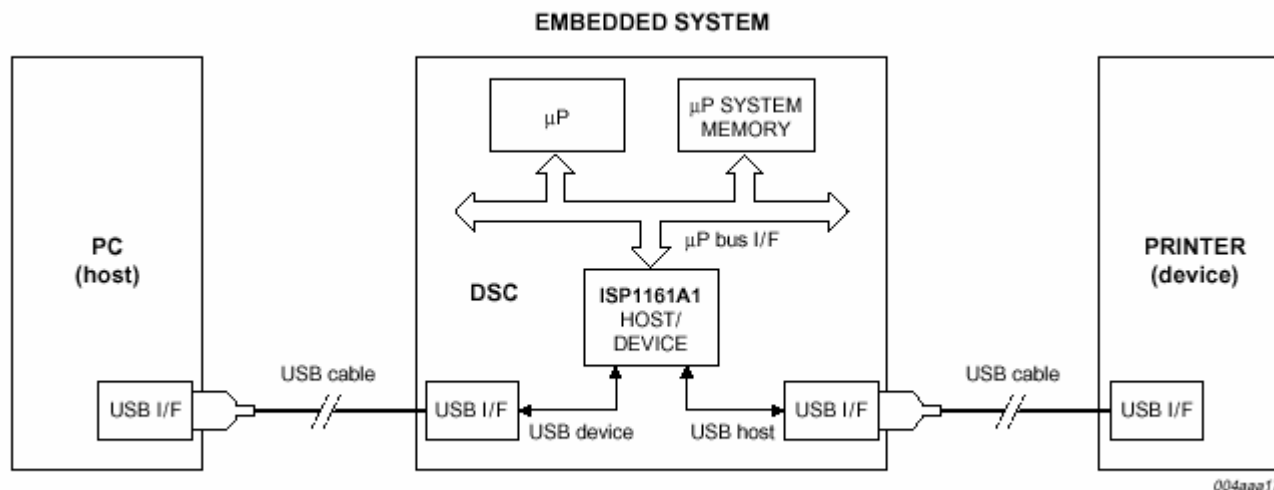 EMBEDDED SYSTEM
μP
μP SYSTEM
MEMORY
μP bus I/F
PC
(host)
DSC
ISP1161A1
HOST/
DEVICE
PRINTER
(device)
USB cable
USB cable
USB I/F
USB I/F
USB device
USB host
USB I/F
USB I/F